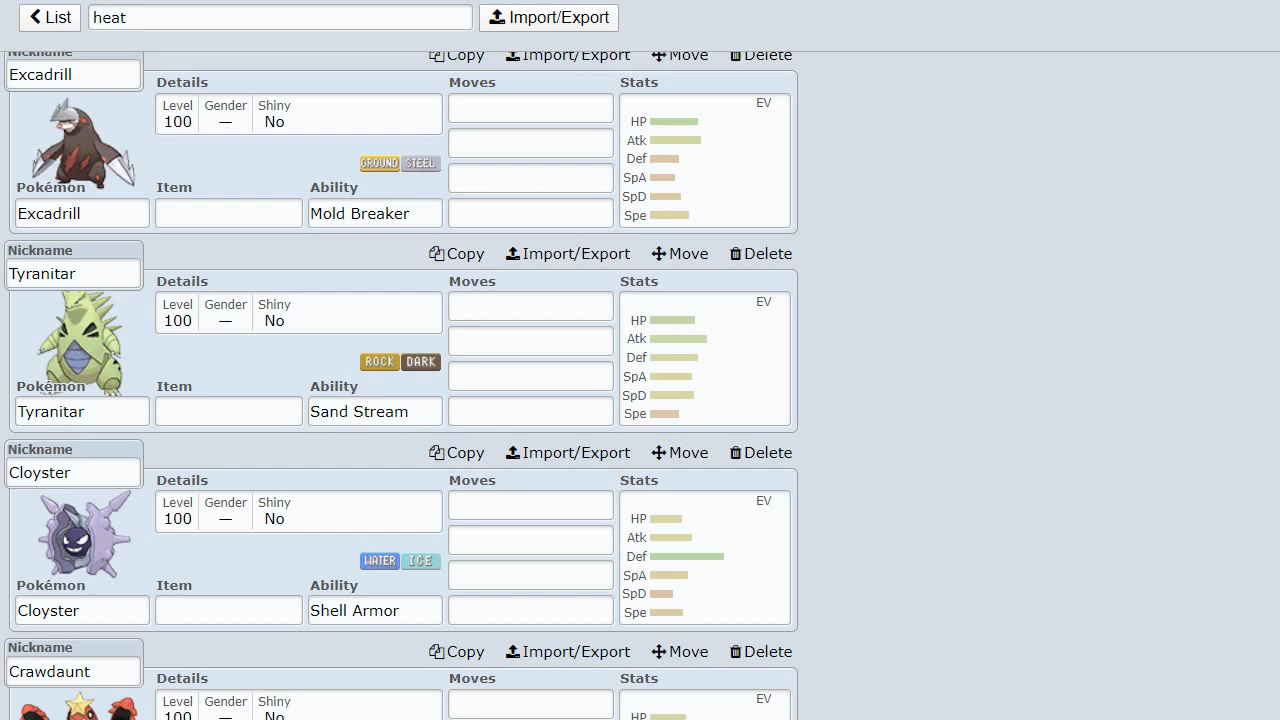 List
heat
Import/Export
Nickname
Copy Import/Export Move Delete
Excadrill
Details
Moves
Stats
Level Gender Shiny
100 — No
EV
HP
Atk
Def
SpA
SpD
Spe
GROUND STEEL
Pokémon Item Ability
Excadrill
Mold Breaker
Nickname
Copy Import/Export Move Delete
Tyranitar
Details
Moves
Stats
Level Gender Shiny
100 — No
EV
HP
Atk
Def
SpA
SpD
Spe
ROCK DARK
Pokémon Item Ability
Tyranitar
Sand Stream
Nickname
Copy Import/Export Move Delete
Cloyster
Details
Moves
Stats
Level Gender Shiny
100 — No
EV
HP
Atk
Def
SpA
SpD
Spe
WATER ICE
Pokémon Item Ability
Cloyster
Shell Armor
Nickname
Copy Import/Export Move Delete
Crawdaunt
Details
Moves
Stats
Level Gender Shiny
100 — No
EV
HP